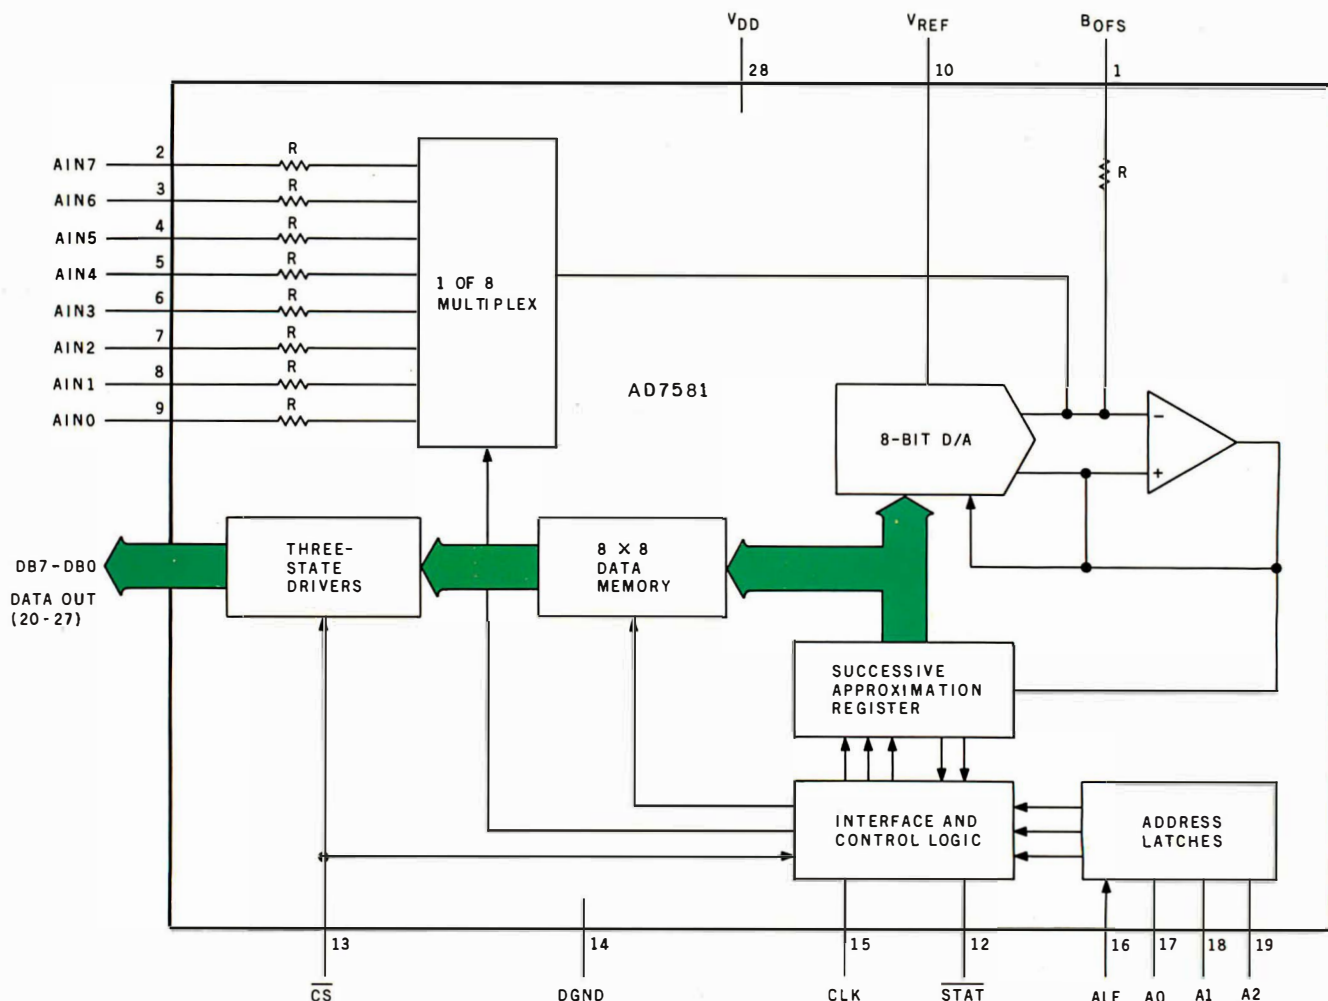 VDD
VREF
BOFS
28
10
1
AIN7
2
R
AIN6
3
R
AIN5
4
R
AIN4
5
R
AIN3
6
R
AIN2
7
R
AIN1
8
R
AIN0
9
R
R
1 OF 8
MULTIPLEX
AD7581
8-BIT D/A
−
+
DB7-DB0
DATA OUT
(20-27)
THREE-
STATE
DRIVERS
8 × 8
DATA
MEMORY
SUCCESSIVE
APPROXIMATION
REGISTER
INTERFACE AND
CONTROL LOGIC
ADDRESS
LATCHES
13
14
15
12
16
17
18
19
CS
DGND
CLK
STAT
ALE
A0
A1
A2